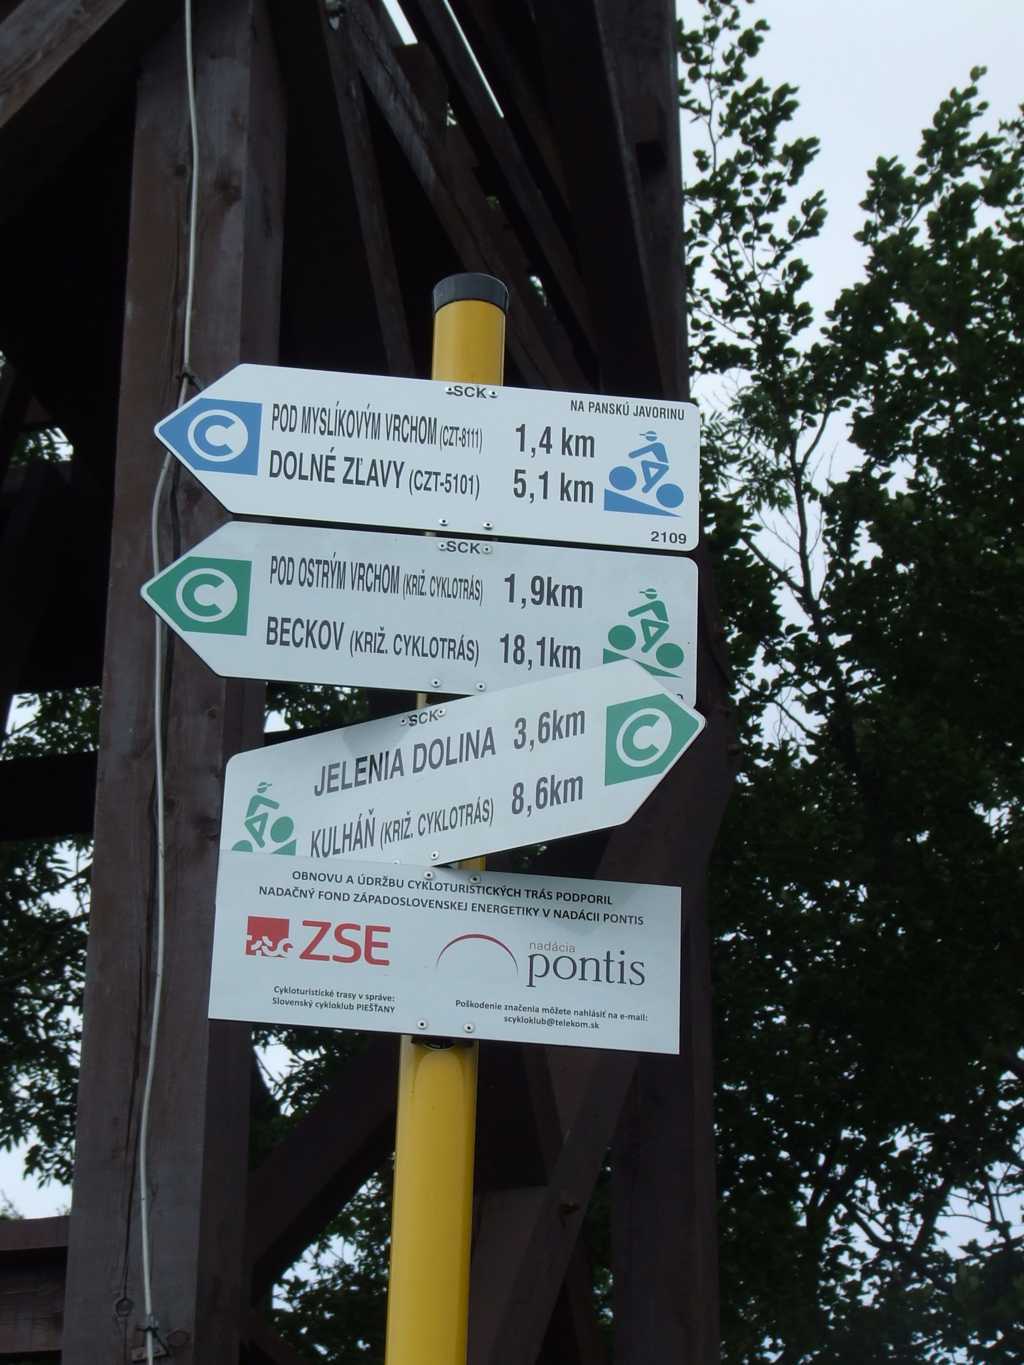 SCK
NA PANSKÚ JAVORINU
C POD MYSLÍKOVÝM VRCHOM (CZT-8111) 1,4 km
DOLNÉ ZĽAVY (CZT-5101) 5,1 km
2109
SCK
C POD OSTRÝM VRCHOM (KRIŽ. CYKLOTRÁS) 1,9km
BECKOV (KRIŽ. CYKLOTRÁS) 18,1km
SCK
JELENIA DOLINA 3,6km C
KULHÁŇ (KRIŽ. CYKLOTRÁS) 8,6km
OBNOVU A ÚDRŽBU CYKLOTURISTICKÝCH TRÁS PODPORIL
NADAČNÝ FOND ZÁPADOSLOVENSKEJ ENERGETIKY V NADÁCII PONTIS
ZSE
nadácia
pontis
Cykloturistické trasy v správe:
Slovenský cykloklub PIEŠŤANY
Poškodenie značenia môžete nahlásiť na e-mail:
scykloklub@telekom.sk